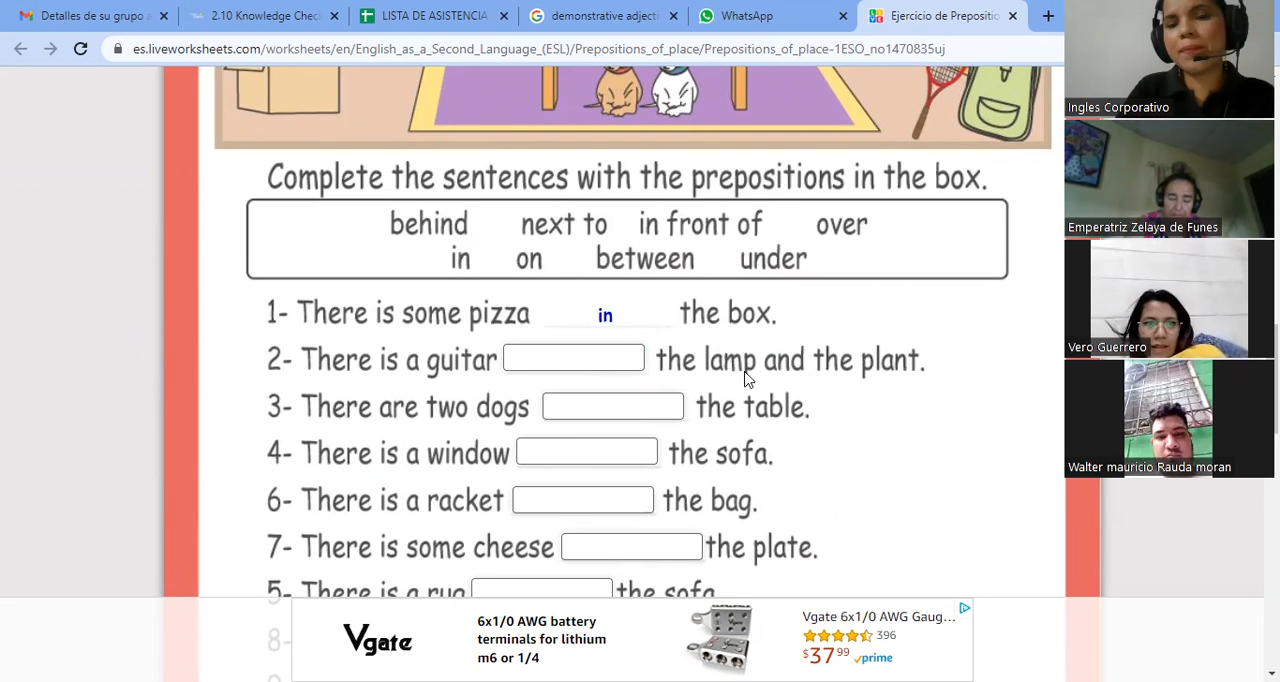 Detalles de su grupo a
2.10 Knowledge Chec
LISTA DE ASISTENCIA
demonstrative adjecti
WhatsApp
Ejercicio de Prepositio
es.liveworksheets.com/worksheets/en/English_as_a_Second_Language_(ESL)/Prepositions_of_place/Prepositions_of_place-1ESO_no1470835uj
Ingles Corporativo
Emperatriz Zelaya de Funes
Vero Guerrero
Walter mauricio Rauda moran
Complete the sentences with the prepositions in the box.
behind next to in front of over
in on between under
1- There is some pizza in the box.
2- There is a guitar the lamp and the plant.
3- There are two dogs the table.
4- There is a window the sofa.
6- There is a racket the bag.
7- There is some cheese the plate.
5- There is a rug the sofa
8-
Vgate
6x1/0 AWG battery
terminals for lithium
m6 or 1/4
Vgate 6x1/0 AWG Gaug...
396
$37.99 prime